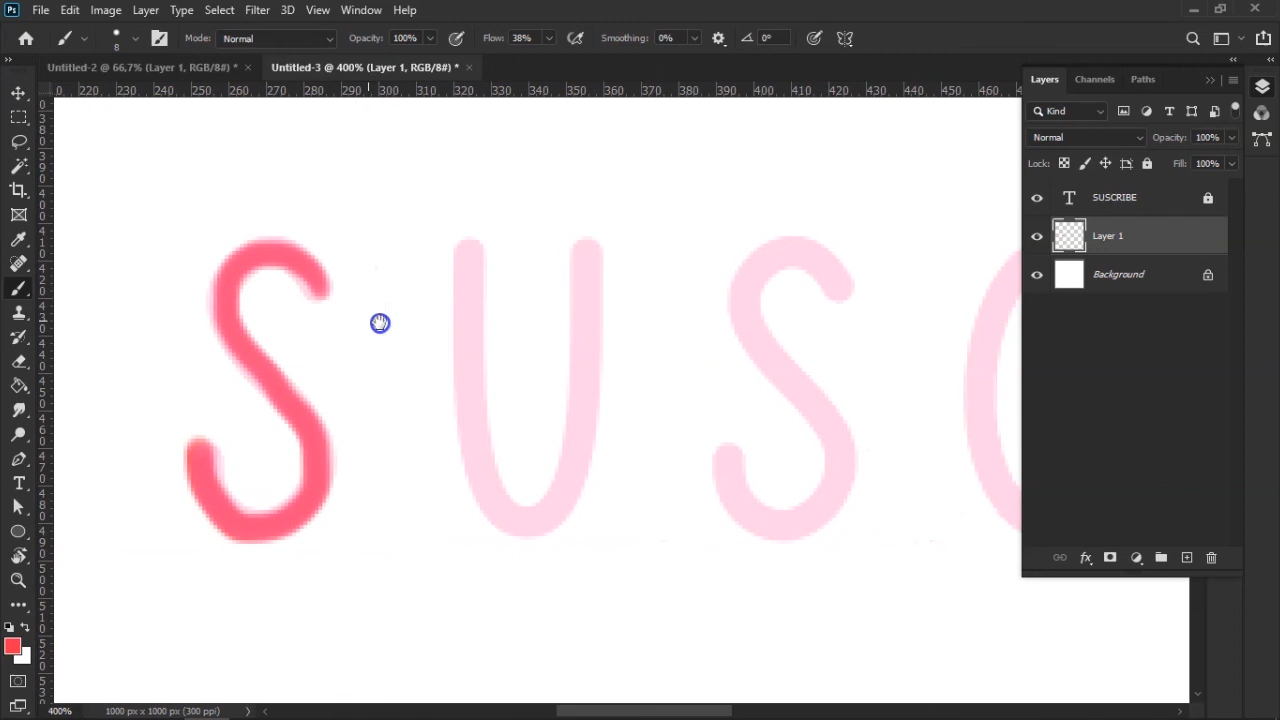 Ps File Edit Image Layer Type Select Filter 3D View Window Help
8 Mode: Normal Opacity: 100% Flow: 38% Smoothing: 0% 0°
Untitled-2 @ 66,7% (Layer 1, RGB/8#) * × Untitled-3 @ 400% (Layer 1, RGB/8#) * ×
0 220 230 240 250 260 270 280 290 300 310 320 330 340 350 360 370 380 390 400 410 420 430 440 450 460
Layers Channels Paths
Kind
Normal Opacity: 100%
Lock: Fill: 100%
SUSCRIBE
Layer 1
Background
fx
S U S C
400% 1000 px x 1000 px (300 ppi)